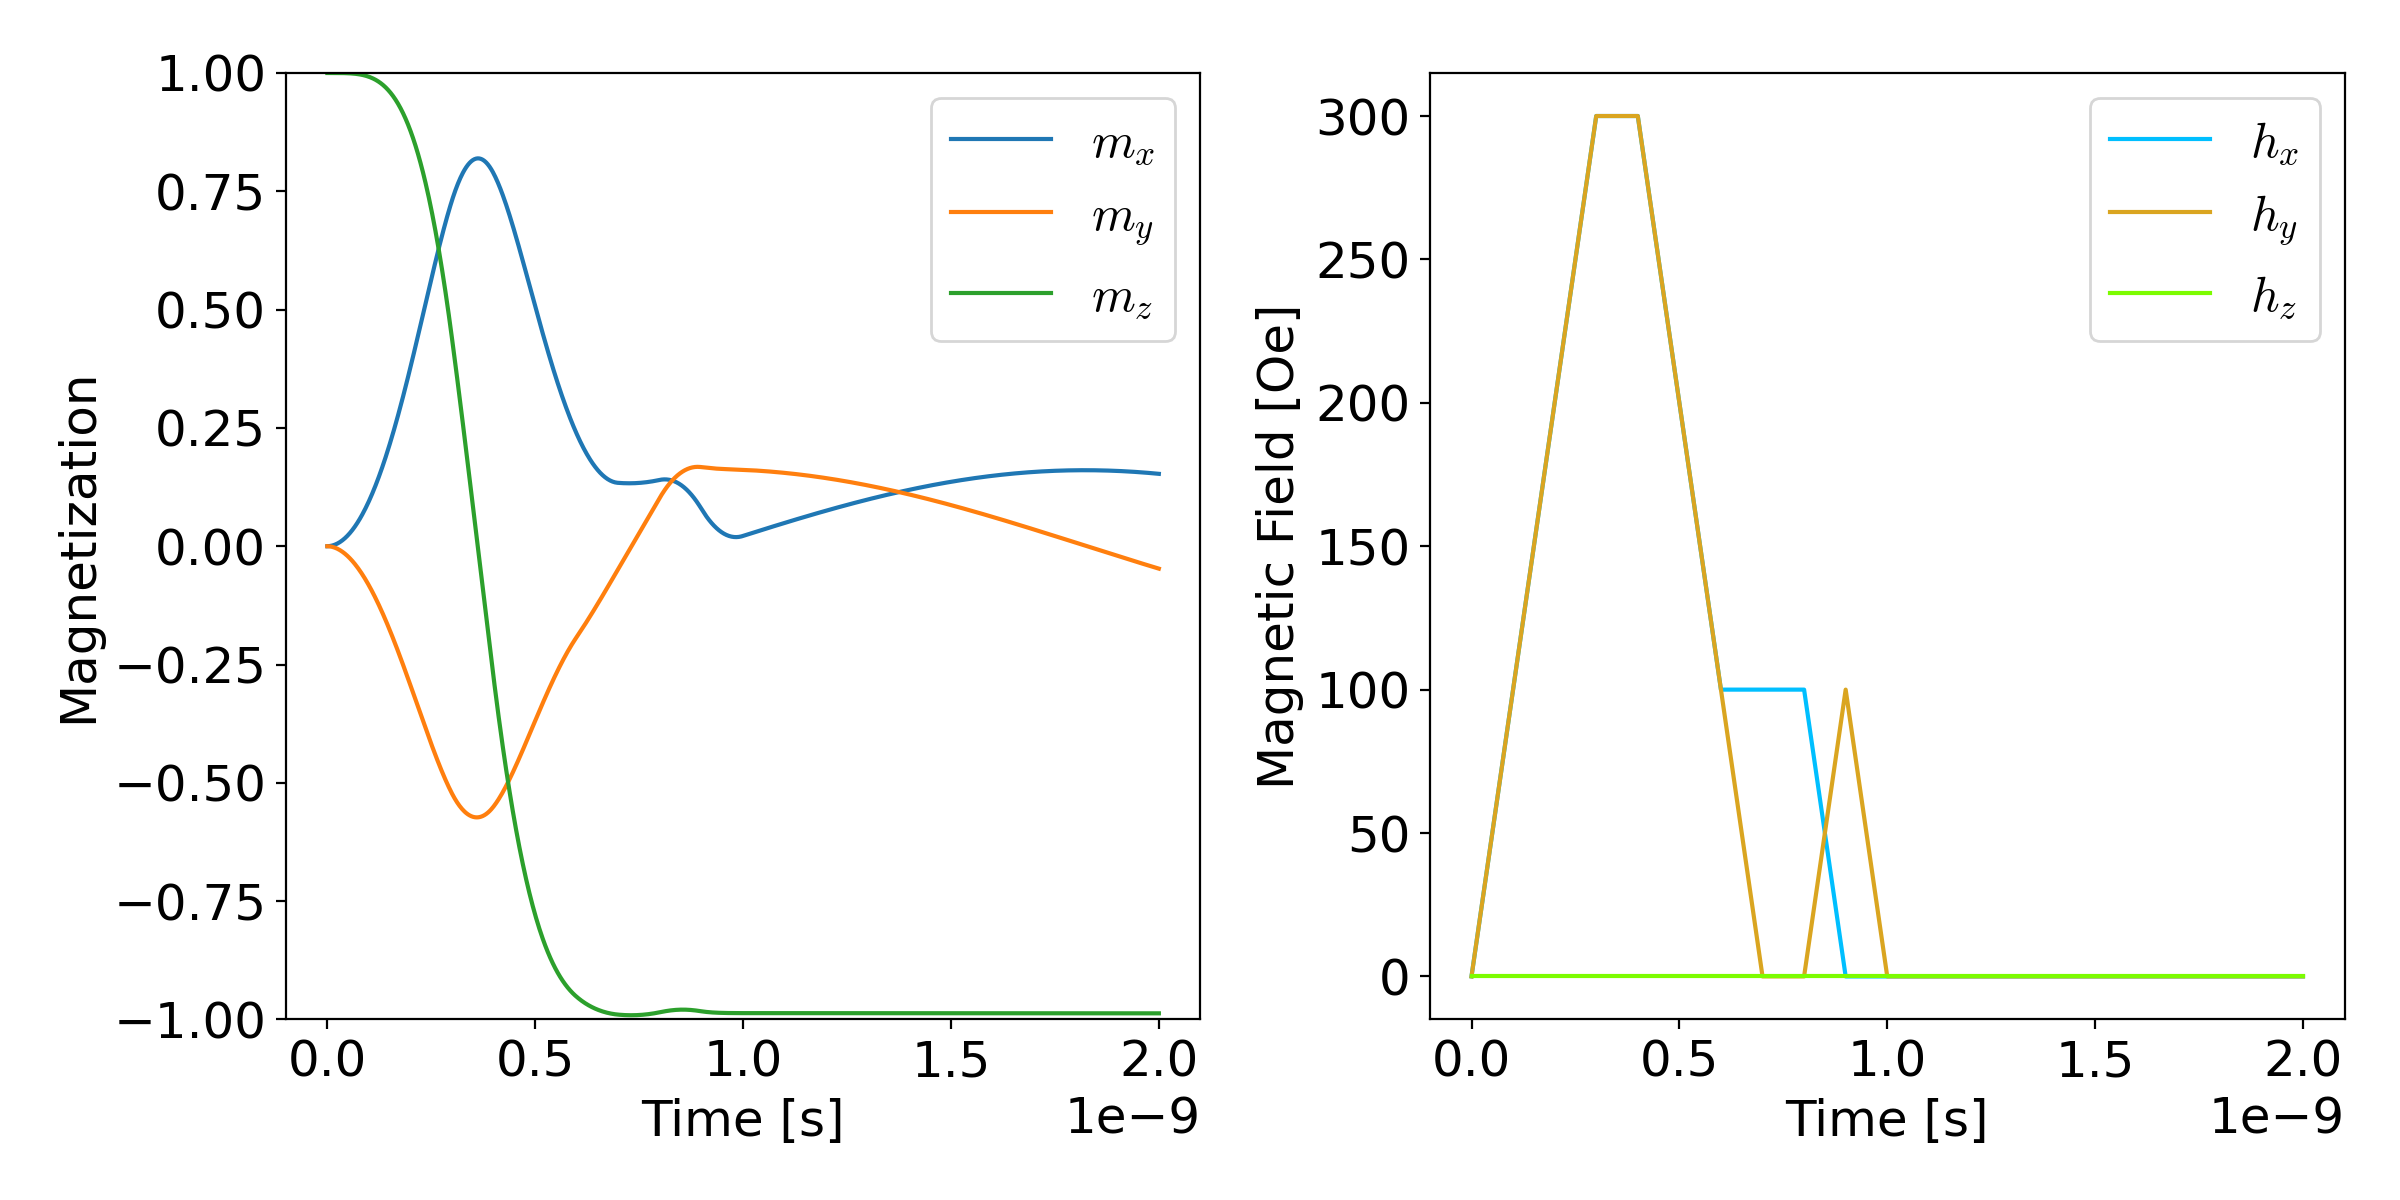 1.00
0.75
0.50
0.25
0.00
−0.25
−0.50
−0.75
−1.00
Magnetization
m_x
m_y
m_z
0.0 0.5 1.0 1.5 2.0
Time [s]
1e−9
300
250
200
150
100
50
0
Magnetic Field [Oe]
h_x
h_y
h_z
0.0 0.5 1.0 1.5 2.0
Time [s]
1e−9